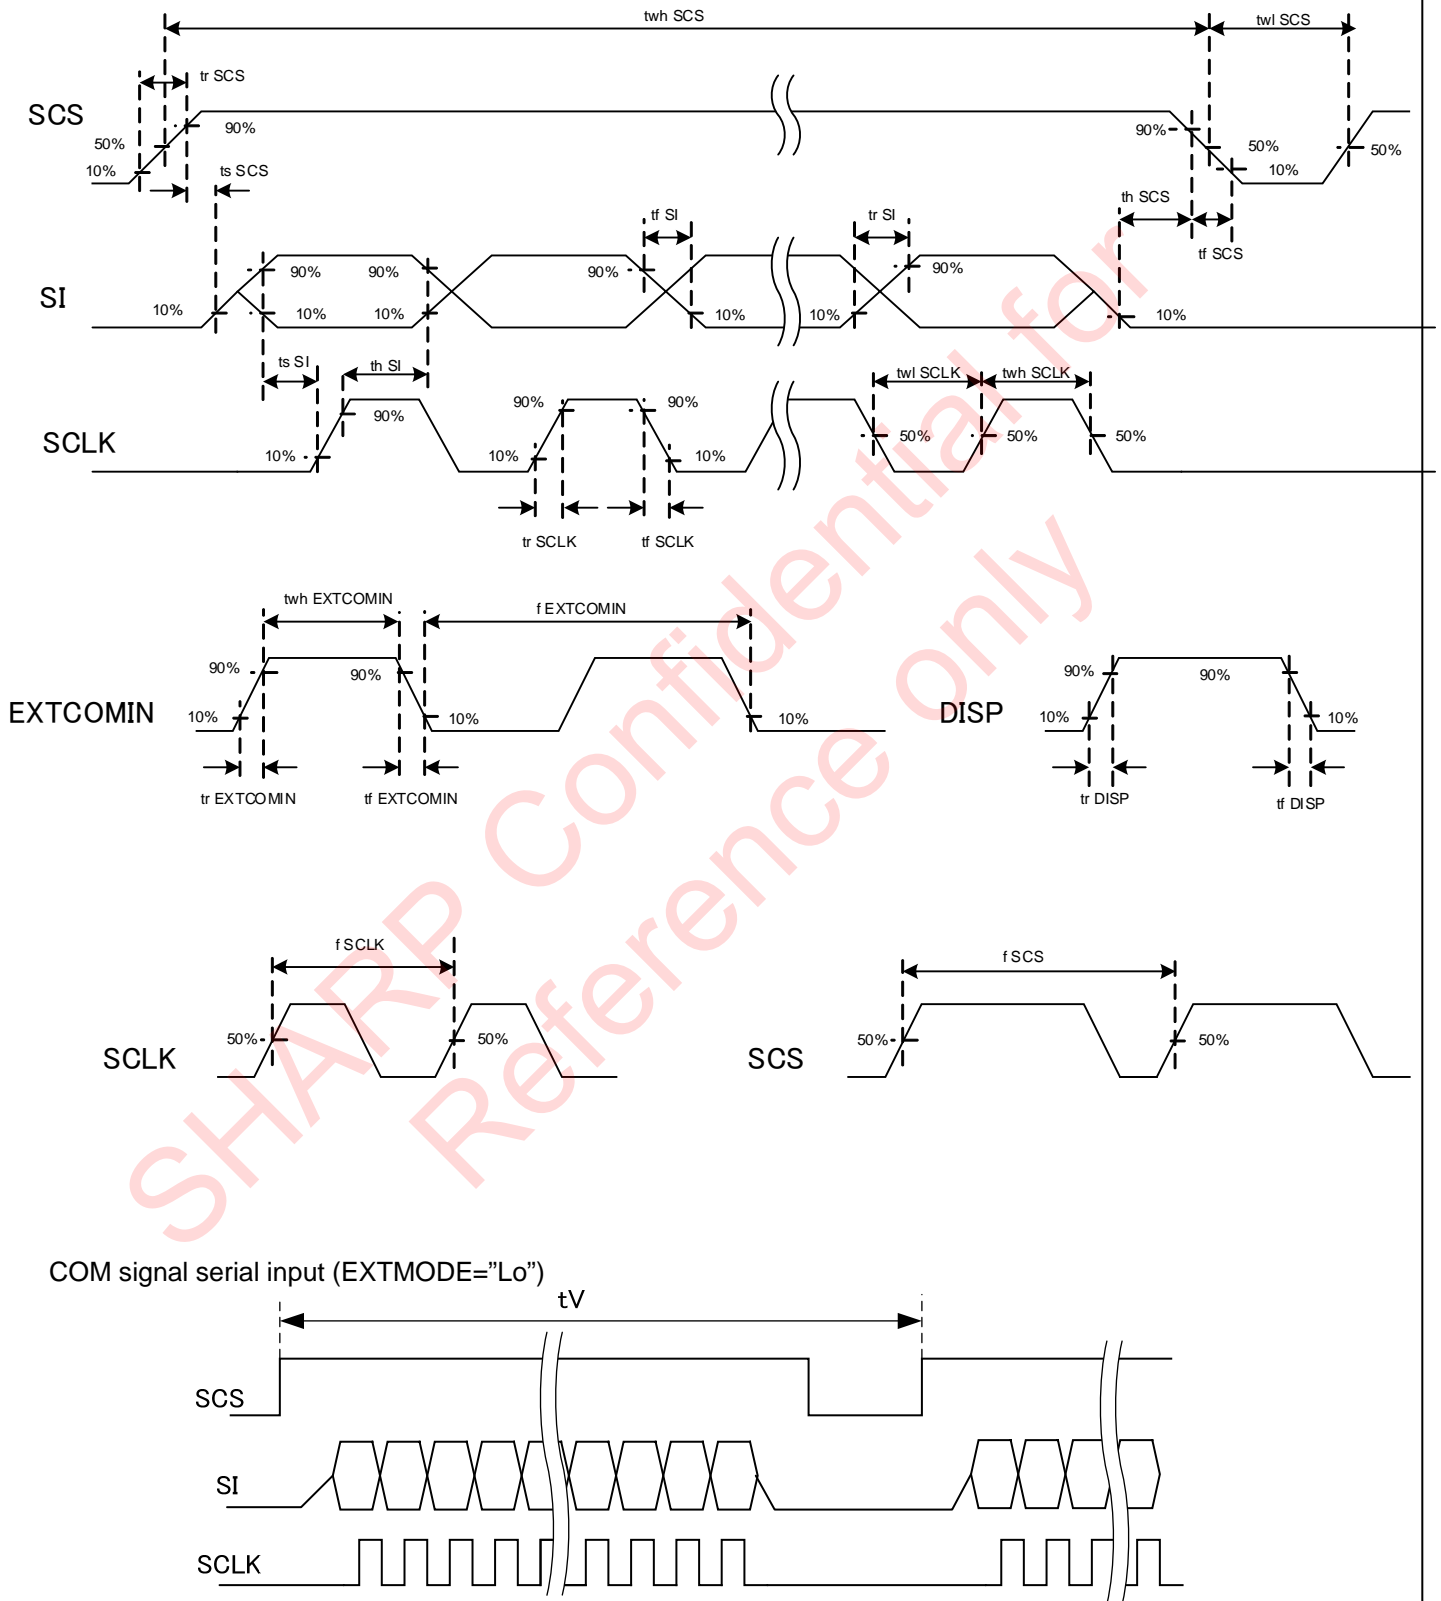 twh SCS
twl SCS
tr SCS
SCS
50%
90%
90%
50%
50%
10%
10%
ts SCS
th SCS
tf SCS
tf SI
tr SI
SI
90%
90%
90%
90%
10%
10%
10%
10%
10%
10%
ts SI
th SI
twl SCLK
twh SCLK
SCLK
90%
90%
90%
50%
50%
50%
10%
10%
10%
tr SCLK
tf SCLK
twh EXTCOMIN
f EXTCOMIN
EXTCOMIN
90%
90%
10%
10%
10%
tr EXTCOMIN
tf EXTCOMIN
DISP
90%
90%
10%
10%
tr DISP
tf DISP
f SCLK
SCLK
50%
50%
f SCS
SCS
50%
50%
SHARP Confidential for
Reference only
COM signal serial input (EXTMODE=”Lo”)
tV
SCS
SI
SCLK